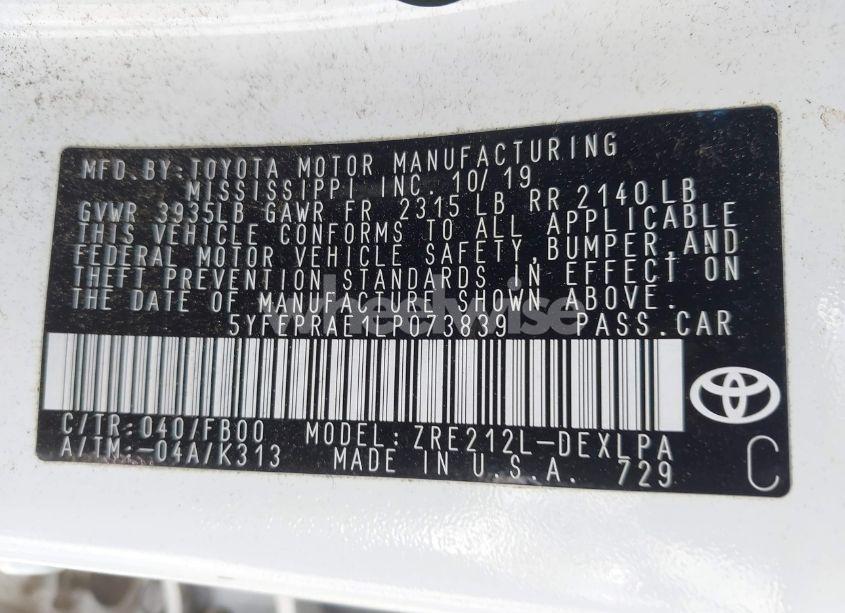 MFD. BY: TOYOTA MOTOR MANUFACTURING
MISSISSIPPI INC. 10/19
GVWR 3935LB GAWR FR 2315 LB RR 2140 LB
THIS VEHICLE CONFORMS TO ALL APPLICABLE
FEDERAL MOTOR VEHICLE SAFETY, BUMPER, AND
THEFT PREVENTION STANDARDS IN EFFECT ON
THE DATE OF MANUFACTURE SHOWN ABOVE.
5YFEPRAE1LP073839 PASS.CAR
C/TR: 040/FB00 MODEL: ZRE212L-DEXLPA
A/TM: -04A/K313 MADE IN U.S.A. 729
C